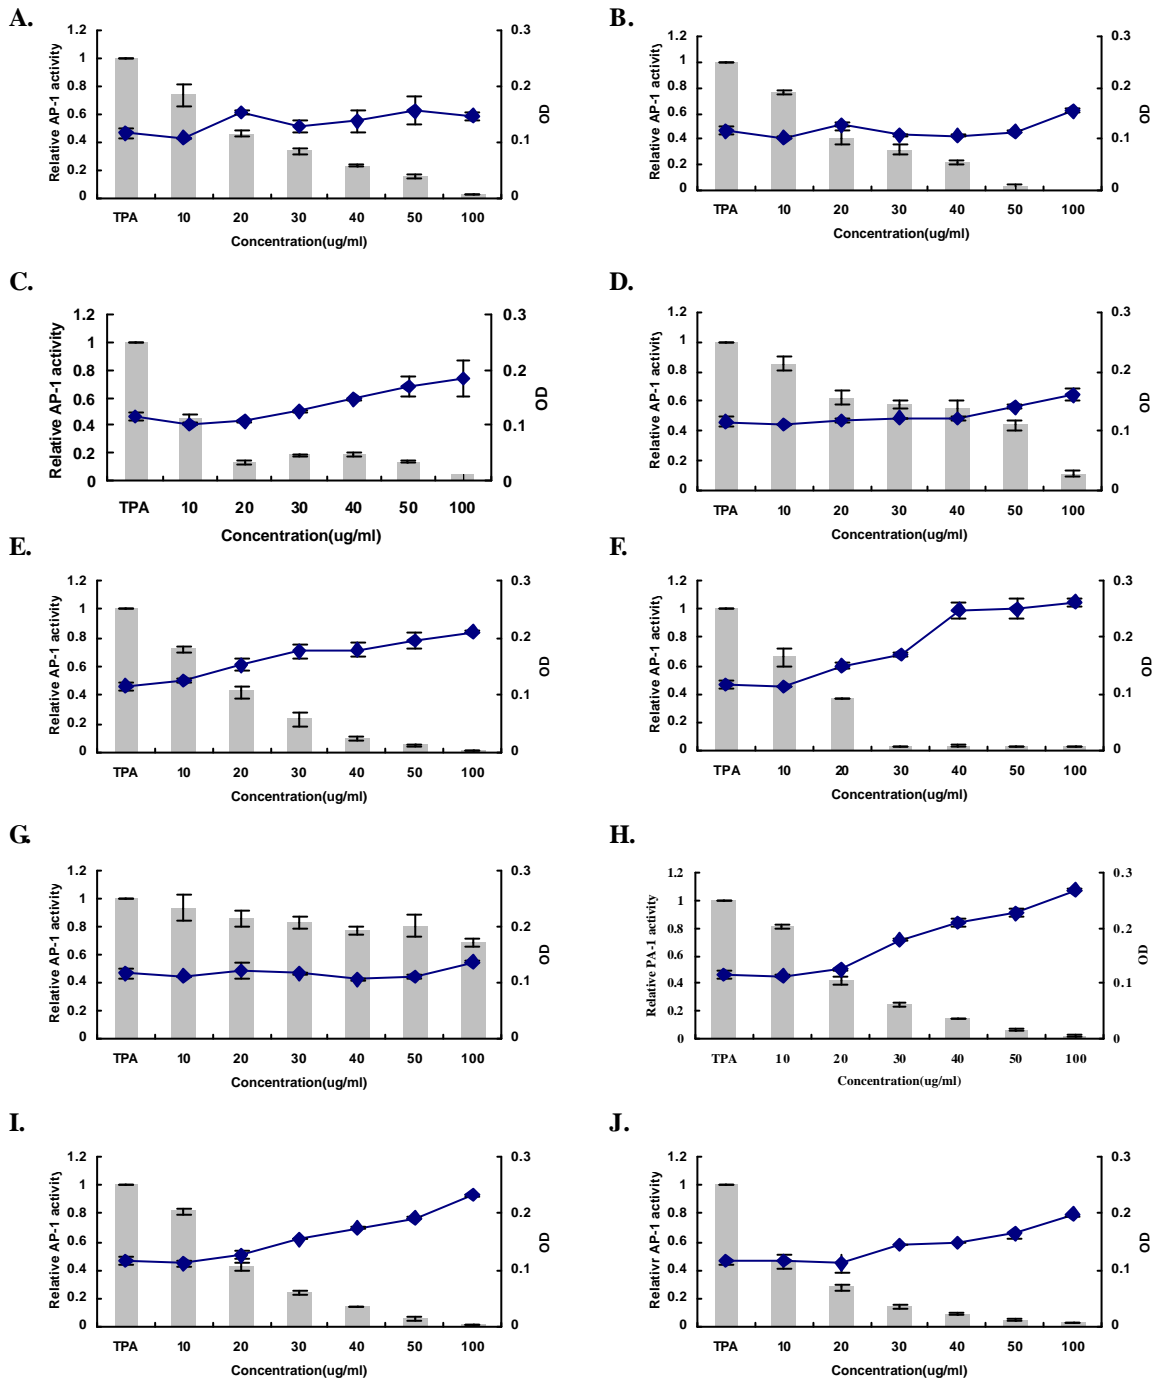 A.
Relative AP-1 activity
1.2
1
0.8
0.6
0.4
0.2
0
0.3
0.2
0.1
0
OD
TPA 10 20 30 40 50 100
Concentration(ug/ml)
B.
Relative AP-1 activity
1.2
1
0.8
0.6
0.4
0.2
0
0.3
0.2
0.1
0
OD
TPA 10 20 30 40 50 100
Concentration(ug/ml)
C.
Relative AP-1 activity
1.2
1
0.8
0.6
0.4
0.2
0
0.3
0.2
0.1
0
OD
TPA 10 20 30 40 50 100
Concentration(ug/ml)
D.
Relative AP-1 activity
1.2
1
0.8
0.6
0.4
0.2
0
0.3
0.2
0.1
0
OD
TPA 10 20 30 40 50 100
Concentration(ug/ml)
E.
Relative AP-1 activity
1.2
1
0.8
0.6
0.4
0.2
0
0.3
0.2
0.1
0
OD
TPA 10 20 30 40 50 100
Concentration(ug/ml)
F.
Relative AP-1 activity
1.2
1
0.8
0.6
0.4
0.2
0
0.3
0.2
0.1
0
OD
TPA 10 20 30 40 50 100
Concentration(ug/ml)
G.
Relative AP-1 activity
1.2
1
0.8
0.6
0.4
0.2
0
0.3
0.2
0.1
0
OD
TPA 10 20 30 40 50 100
Concentration(ug/ml)
H.
Relative PA-1 activity
1.2
1
0.8
0.6
0.4
0.2
0
0.3
0.2
0.1
0
OD
TPA 10 20 30 40 50 100
Concentration(ug/ml)
I.
Relative AP-1 activity
1.2
1
0.8
0.6
0.4
0.2
0
0.3
0.2
0.1
0
OD
TPA 10 20 30 40 50 100
Concentration(ug/ml)
J.
Relativr AP-1 activity
1.2
1
0.8
0.6
0.4
0.2
0
0.3
0.2
0.1
0
OD
TPA 10 20 30 40 50 100
Concentration(ug/ml)